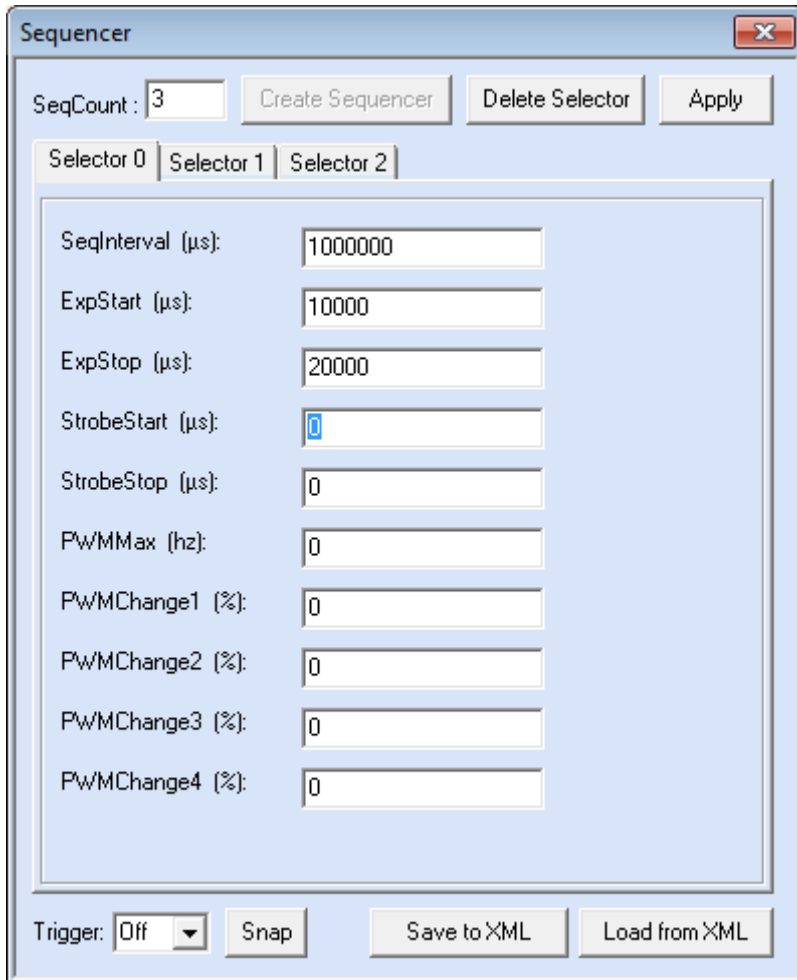 Sequencer
SeqCount : 3 Create Sequencer Delete Selector Apply
Selector 0 Selector 1 Selector 2
SeqInterval (µs): 1000000
ExpStart (µs): 10000
ExpStop (µs): 20000
StrobeStart (µs): 0
StrobeStop (µs): 0
PWMMax (hz): 0
PWMChange1 (%): 0
PWMChange2 (%): 0
PWMChange3 (%): 0
PWMChange4 (%): 0
Trigger: Off Snap Save to XML Load from XML